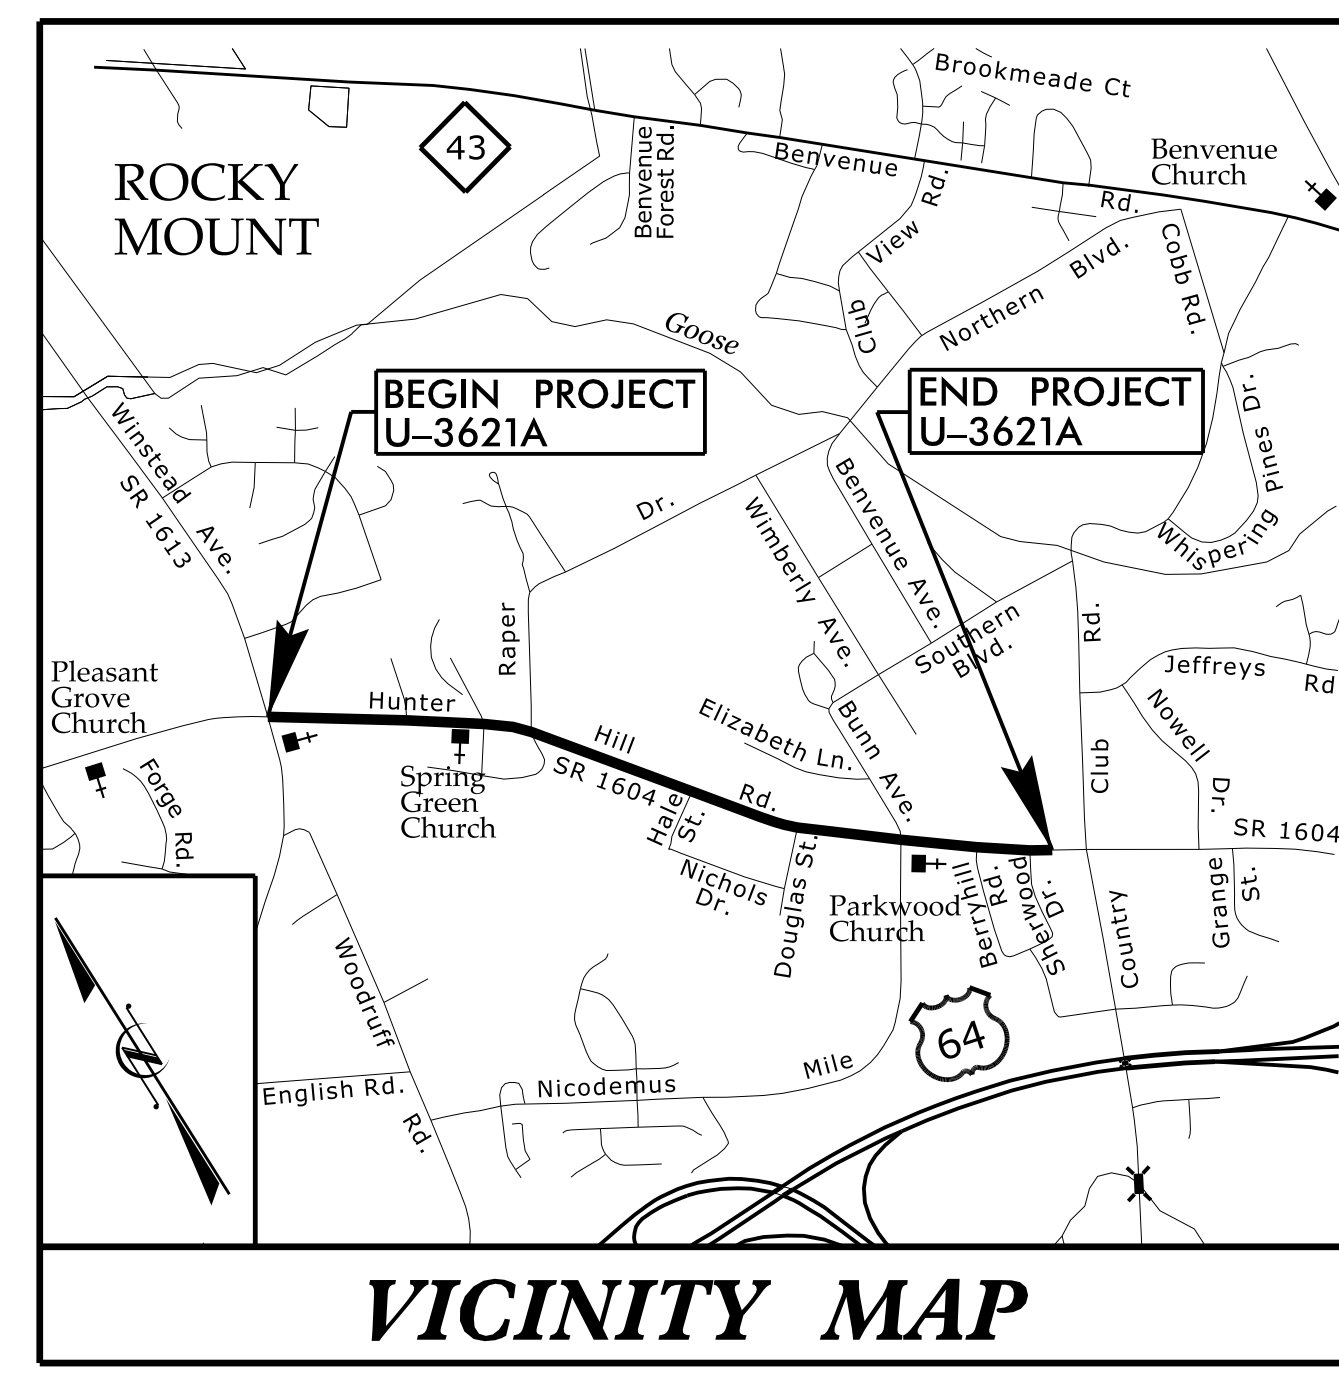 Brookmeade Ct
43
ROCKY
MOUNT
Benvenue
Forest Rd.
Benvenue
Rd.
Benvenue
Church
View Rd.
Club
Northern Blvd.
Cobb Rd.
Goose
BEGIN PROJECT
U-3621A
END PROJECT
U-3621A
Winstead Ave.
SR 1613
Raper
Dr.
Wimberly Ave.
Benvenue Ave.
Whispering
Pines Dr.
Southern
Blvd.
Rd.
Club
Country
Jeffreys Rd
Nowell Dr.
Pleasant
Grove
Church
Hunter
Hill
Rd.
SR 1604
SR 1604
Spring
Green
Church
Elizabeth Ln.
Bunn Ave.
Forge Rd.
Hale
St.
Nichols
Dr.
Douglas St.
Parkwood
Church
Berryhill
Rd.
Sherwood
Dr.
Grange
St.
Woodruff
Rd.
English Rd.
Nicodemus
Mile
64
VICINITY MAP